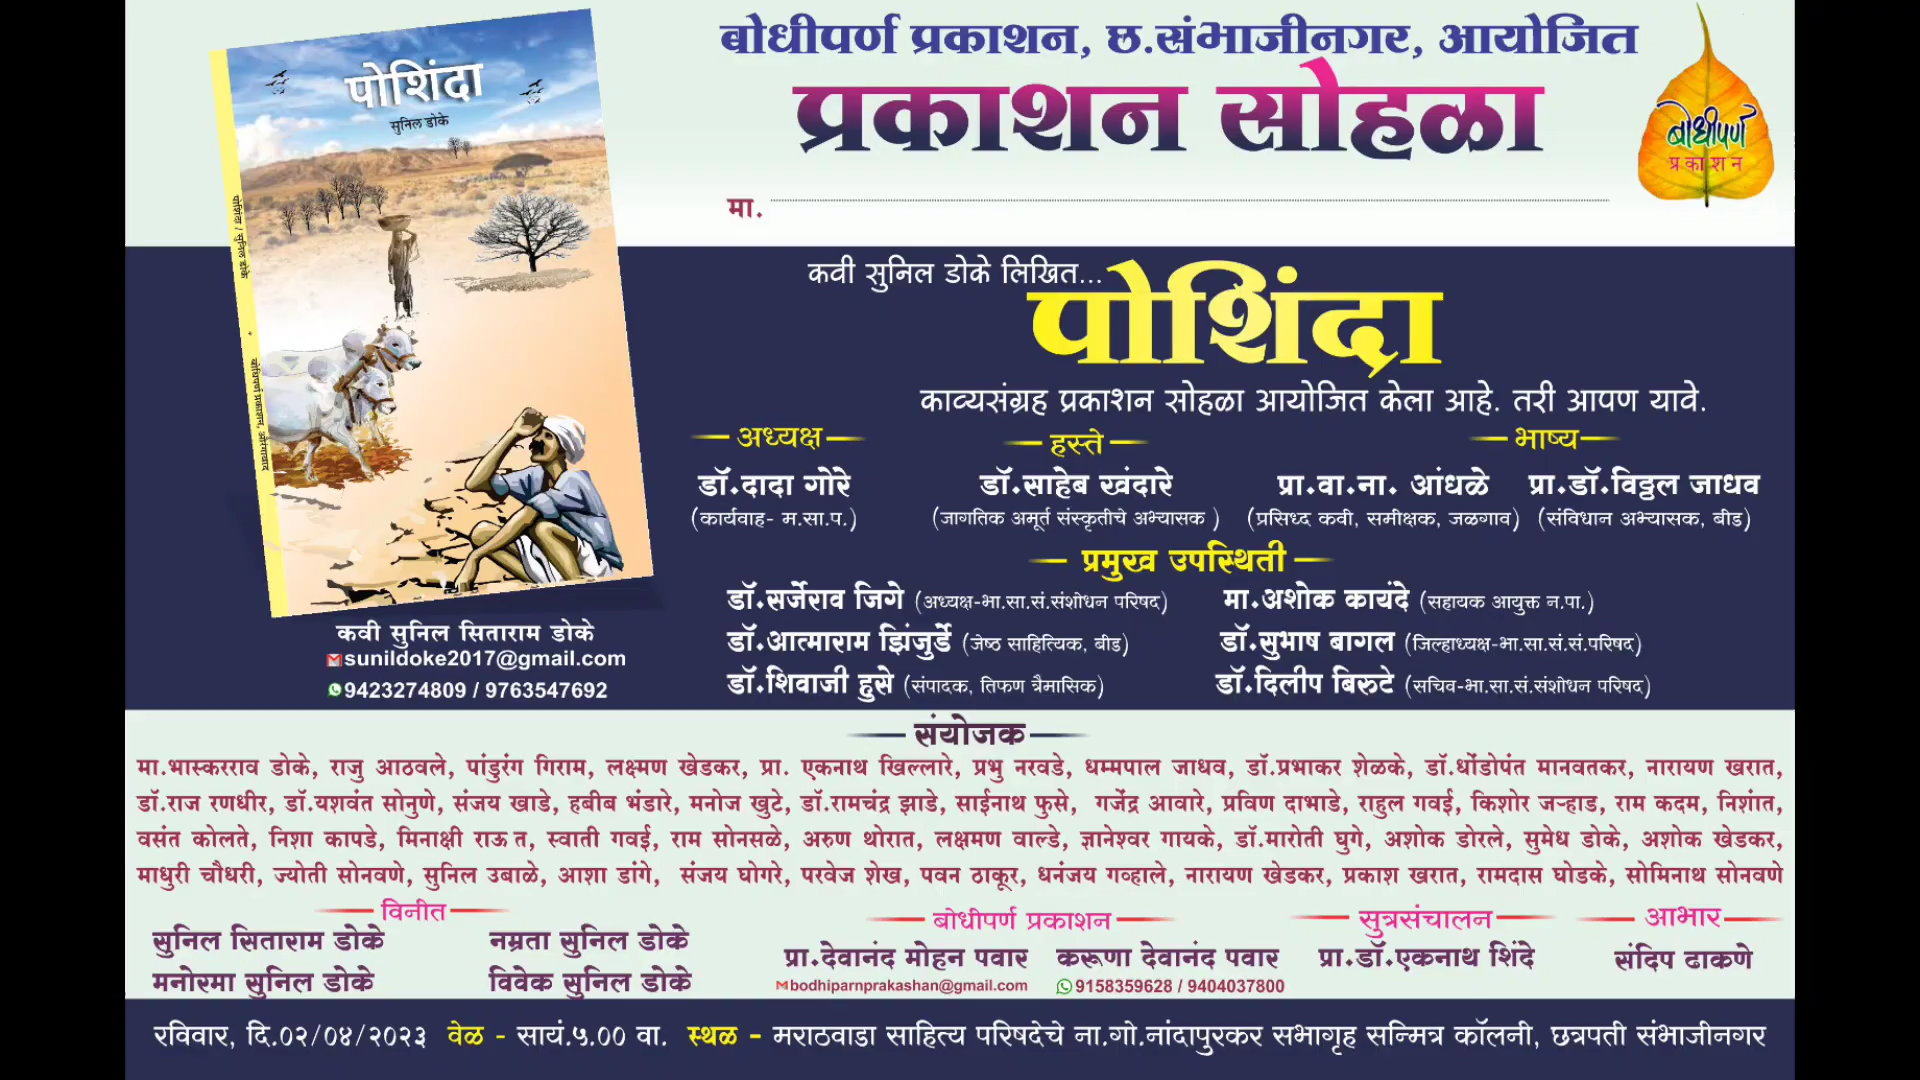 पोशिंदा
सुनिल डोके
पोशिंदा / सुनिल डोके
बोधीपर्ण प्रकाशन, औरंगाबाद
बोधीपर्ण प्रकाशन, छ.संभाजीनगर, आयोजित
प्रकाशन सोहळा
बोधीपर्ण
प्रकाशन
मा.
कवी सुनिल डोके लिखित...
पोशिंदा
काव्यसंग्रह प्रकाशन सोहळा आयोजित केला आहे. तरी आपण यावे.
अध्यक्ष हस्ते भाष्य
डॉ.दादा गोरे डॉ.साहेब खंदारे प्रा.वा.ना. आंधळे प्रा.डॉ.विठ्ठल जाधव
(कार्यवाह- म.सा.प.) (जागतिक अमूर्त संस्कृतीचे अभ्यासक ) (प्रसिध्द कवी, समीक्षक, जळगाव) (संविधान अभ्यासक, बीड)
प्रमुख उपस्थिती
डॉ.सर्जेराव जिगे (अध्यक्ष-भा.सा.सं.संशोधन परिषद) मा.अशोक कायंदे (सहायक आयुक्त न.पा.)
डॉ.आत्माराम झिंजुर्डे (जेष्ठ साहित्यिक, बीड) डॉ.सुभाष बागल (जिल्हाध्यक्ष-भा.सा.सं.सं.परिषद)
डॉ.शिवाजी हुसे (संपादक, तिफण त्रैमासिक) डॉ.दिलीप बिरुटे (सचिव-भा.सा.सं.संशोधन परिषद)
कवी सुनिल सिताराम डोके
sunildoke2017@gmail.com
9423274809 / 9763547692
संयोजक
मा.भास्करराव डोके, राजु आठवले, पांडुरंग गिराम, लक्ष्मण खेडकर, प्रा. एकनाथ खिल्लारे, प्रभु नरवडे, धम्मपाल जाधव, डॉ.प्रभाकर शेळके, डॉ.धोंडोपंत मानवतकर, नारायण खरात,
डॉ.राज रणधीर, डॉ.यशवंत सोनुणे, संजय खाडे, हबीब भंडारे, मनोज खुटे, डॉ.रामचंद्र झाडे, साईनाथ फुसे, गजेंद्र आवारे, प्रविण दाभाडे, राहुल गवई, किशोर जऱ्हाड, राम कदम, निशांत,
वसंत कोलते, निशा कापडे, मिनाक्षी राऊत, स्वाती गवई, राम सोनसळे, अरुण थोरात, लक्षमण वाल्डे, ज्ञानेश्वर गायके, डॉ.मारोती घुगे, अशोक डोरले, सुमेध डोके, अशोक खेडकर,
माधुरी चौधरी, ज्योती सोनवणे, सुनिल उबाळे, आशा डांगे, संजय घोगरे, परवेज शेख, पवन ठाकूर, धनंजय गव्हाले, नारायण खेडकर, प्रकाश खरात, रामदास घोडके, सोमिनाथ सोनवणे
विनीत बोधीपर्ण प्रकाशन सुत्रसंचालन आभार
सुनिल सिताराम डोके नम्रता सुनिल डोके प्रा.देवानंद मोहन पवार करूणा देवानंद पवार प्रा.डॉ.एकनाथ शिंदे संदिप ढाकणे
मनोरमा सुनिल डोके विवेक सुनिल डोके bodhiparnprakashan@gmail.com 9158359628 / 9404037800
रविवार, दि.०२/०४/२०२३ वेळ - सायं.५.०० वा. स्थळ - मराठवाडा साहित्य परिषदेचे ना.गो.नांदापुरकर सभागृह सन्मित्र कॉलनी, छत्रपती संभाजीनगर